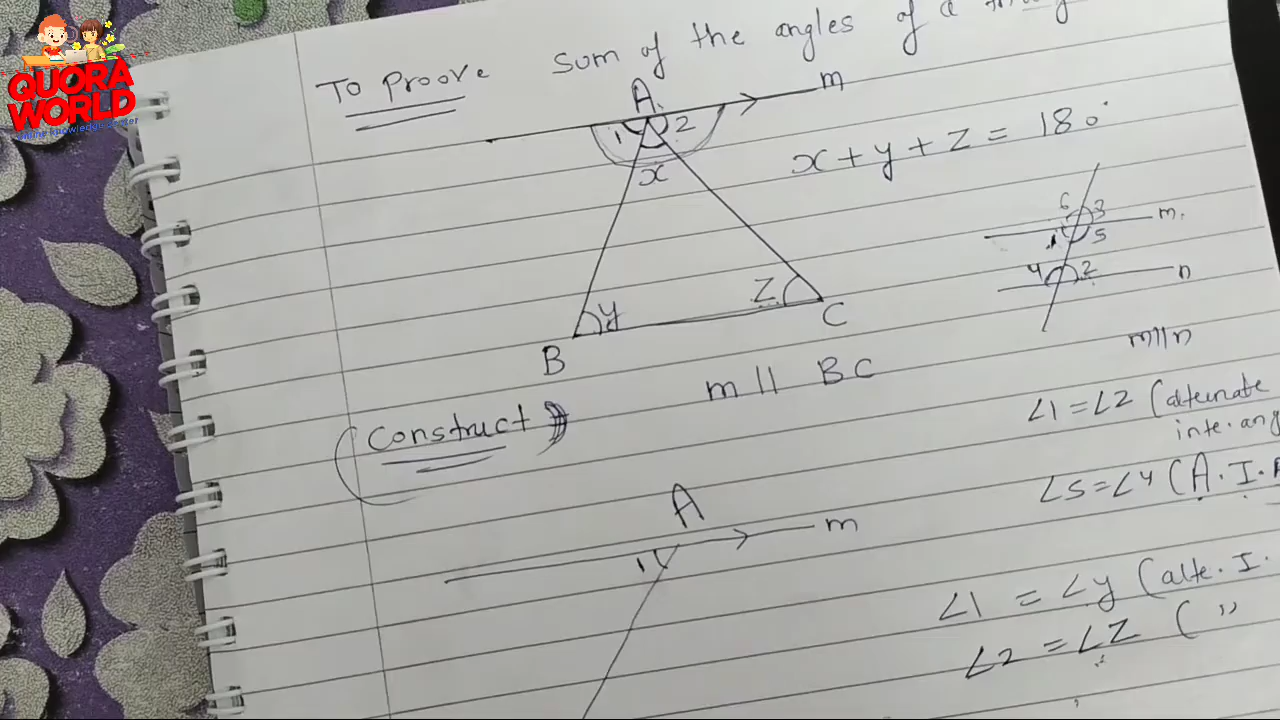 QUORA
WORLD
To Proove Sum of the angles of a
A
m
1 2
x
x + y + z = 180°
6 3
m.
1 5
4 2
n
z
y
C
B
m || n
m || BC
∠1 = ∠2 (alternate
inte. ang
(Construct)
∠5 = ∠4 (A. I. A
A
m
1
∠1 = ∠y (alte. I.
∠2 = ∠z ( "